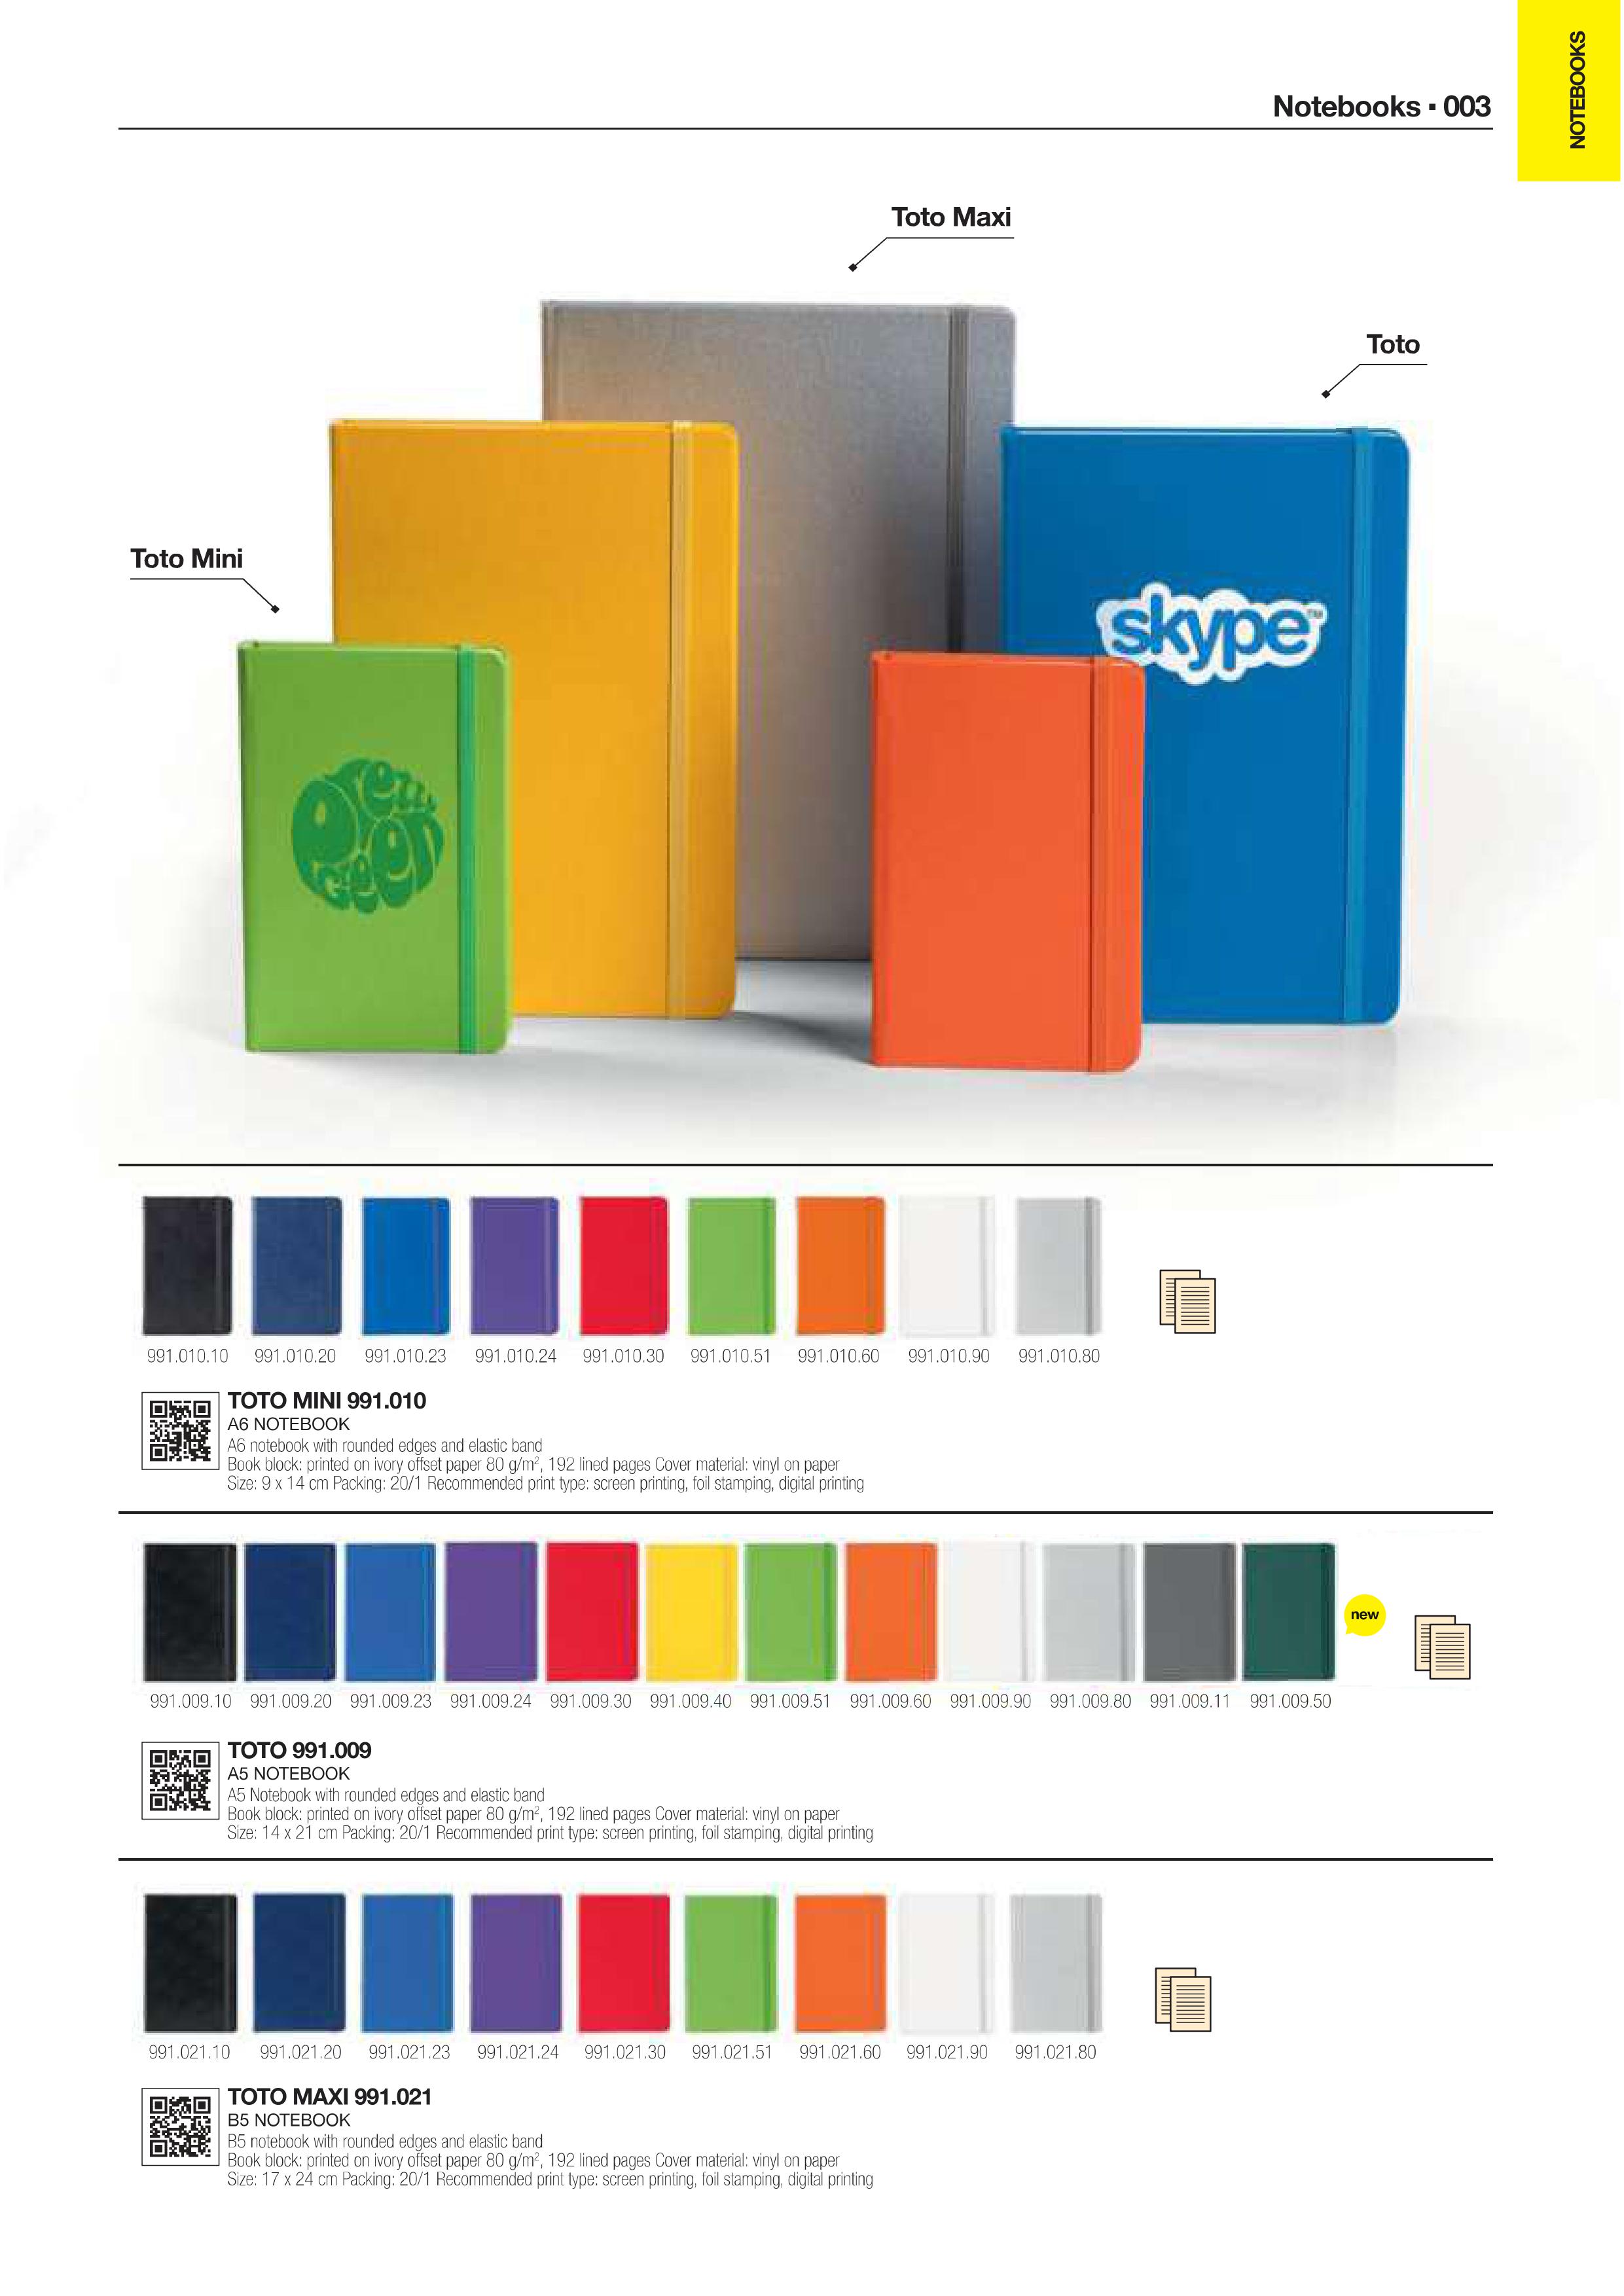 NOTEBOOKS
Notebooks ▪ 003
Toto Maxi
Toto
Toto Mini
skype™
Green
991.010.10 991.010.20 991.010.23 991.010.24 991.010.30 991.010.51 991.010.60 991.010.90 991.010.80
TOTO MINI 991.010
A6 NOTEBOOK
A6 notebook with rounded edges and elastic band
Book block: printed on ivory offset paper 80 g/m², 192 lined pages Cover material: vinyl on paper
Size: 9 x 14 cm Packing: 20/1 Recommended print type: screen printing, foil stamping, digital printing
991.009.10 991.009.20 991.009.23 991.009.24 991.009.30 991.009.40 991.009.51 991.009.60 991.009.90 991.009.80 991.009.11 991.009.50
new
TOTO 991.009
A5 NOTEBOOK
A5 Notebook with rounded edges and elastic band
Book block: printed on ivory offset paper 80 g/m², 192 lined pages Cover material: vinyl on paper
Size: 14 x 21 cm Packing: 20/1 Recommended print type: screen printing, foil stamping, digital printing
991.021.10 991.021.20 991.021.23 991.021.24 991.021.30 991.021.51 991.021.60 991.021.90 991.021.80
TOTO MAXI 991.021
B5 NOTEBOOK
B5 notebook with rounded edges and elastic band
Book block: printed on ivory offset paper 80 g/m², 192 lined pages Cover material: vinyl on paper
Size: 17 x 24 cm Packing: 20/1 Recommended print type: screen printing, foil stamping, digital printing